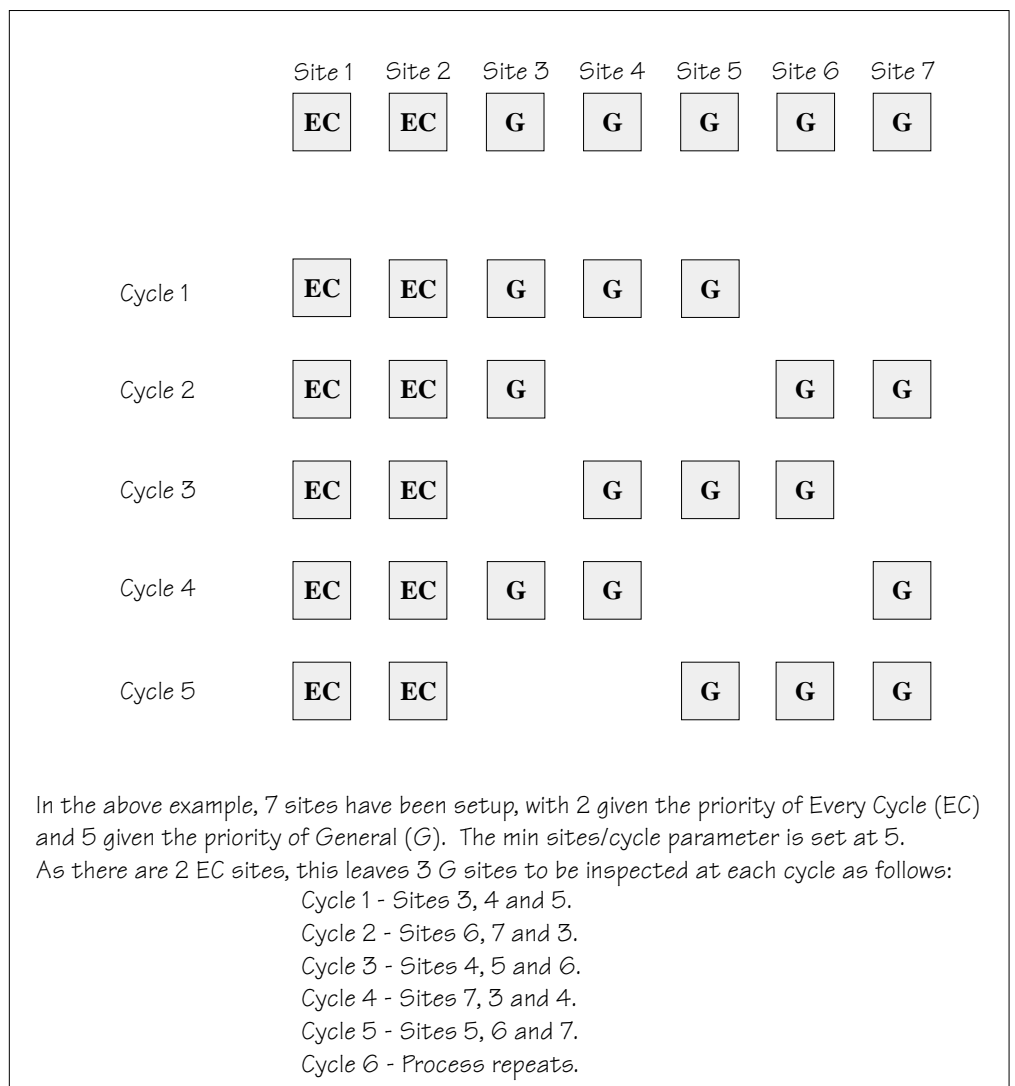 Site 1 Site 2 Site 3 Site 4 Site 5 Site 6 Site 7
EC EC G G G G G
Cycle 1 EC EC G G G
Cycle 2 EC EC G G G
Cycle 3 EC EC G G G
Cycle 4 EC EC G G G
Cycle 5 EC EC G G G
In the above example, 7 sites have been setup, with 2 given the priority of Every Cycle (EC)
and 5 given the priority of General (G). The min sites/cycle parameter is set at 5.
As there are 2 EC sites, this leaves 3 G sites to be inspected at each cycle as follows:
Cycle 1 - Sites 3, 4 and 5.
Cycle 2 - Sites 6, 7 and 3.
Cycle 3 - Sites 4, 5 and 6.
Cycle 4 - Sites 7, 3 and 4.
Cycle 5 - Sites 5, 6 and 7.
Cycle 6 - Process repeats.